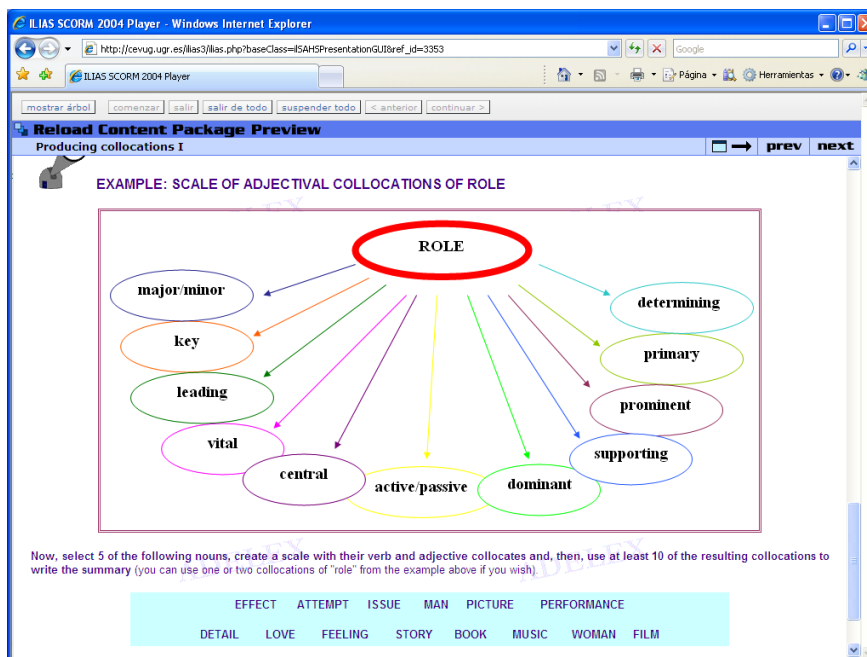 ILIAS SCORM 2004 Player - Windows Internet Explorer
http://cevug.ugr.es/ilias3/ilias.php?baseClass=ilSAHSPresentationGUI&ref_id=3353
Google
ILIAS SCORM 2004 Player
Página
Herramientas
mostrar árbol comenzar salir salir de todo suspender todo < anterior continuar >
Reload Content Package Preview
Producing collocations I
prev next
EXAMPLE: SCALE OF ADJECTIVAL COLLOCATIONS OF ROLE
ROLE
major/minor
determining
key
primary
leading
prominent
vital
supporting
central
active/passive
dominant
Now, select 5 of the following nouns, create a scale with their verb and adjective collocates and, then, use at least 10 of the resulting collocations to
write the summary (you can use one or two collocations of "role" from the example above if you wish).
ADELEX
ADELEX
EFFECT ATTEMPT ISSUE MAN PICTURE PERFORMANCE
DETAIL LOVE FEELING STORY BOOK MUSIC WOMAN FILM